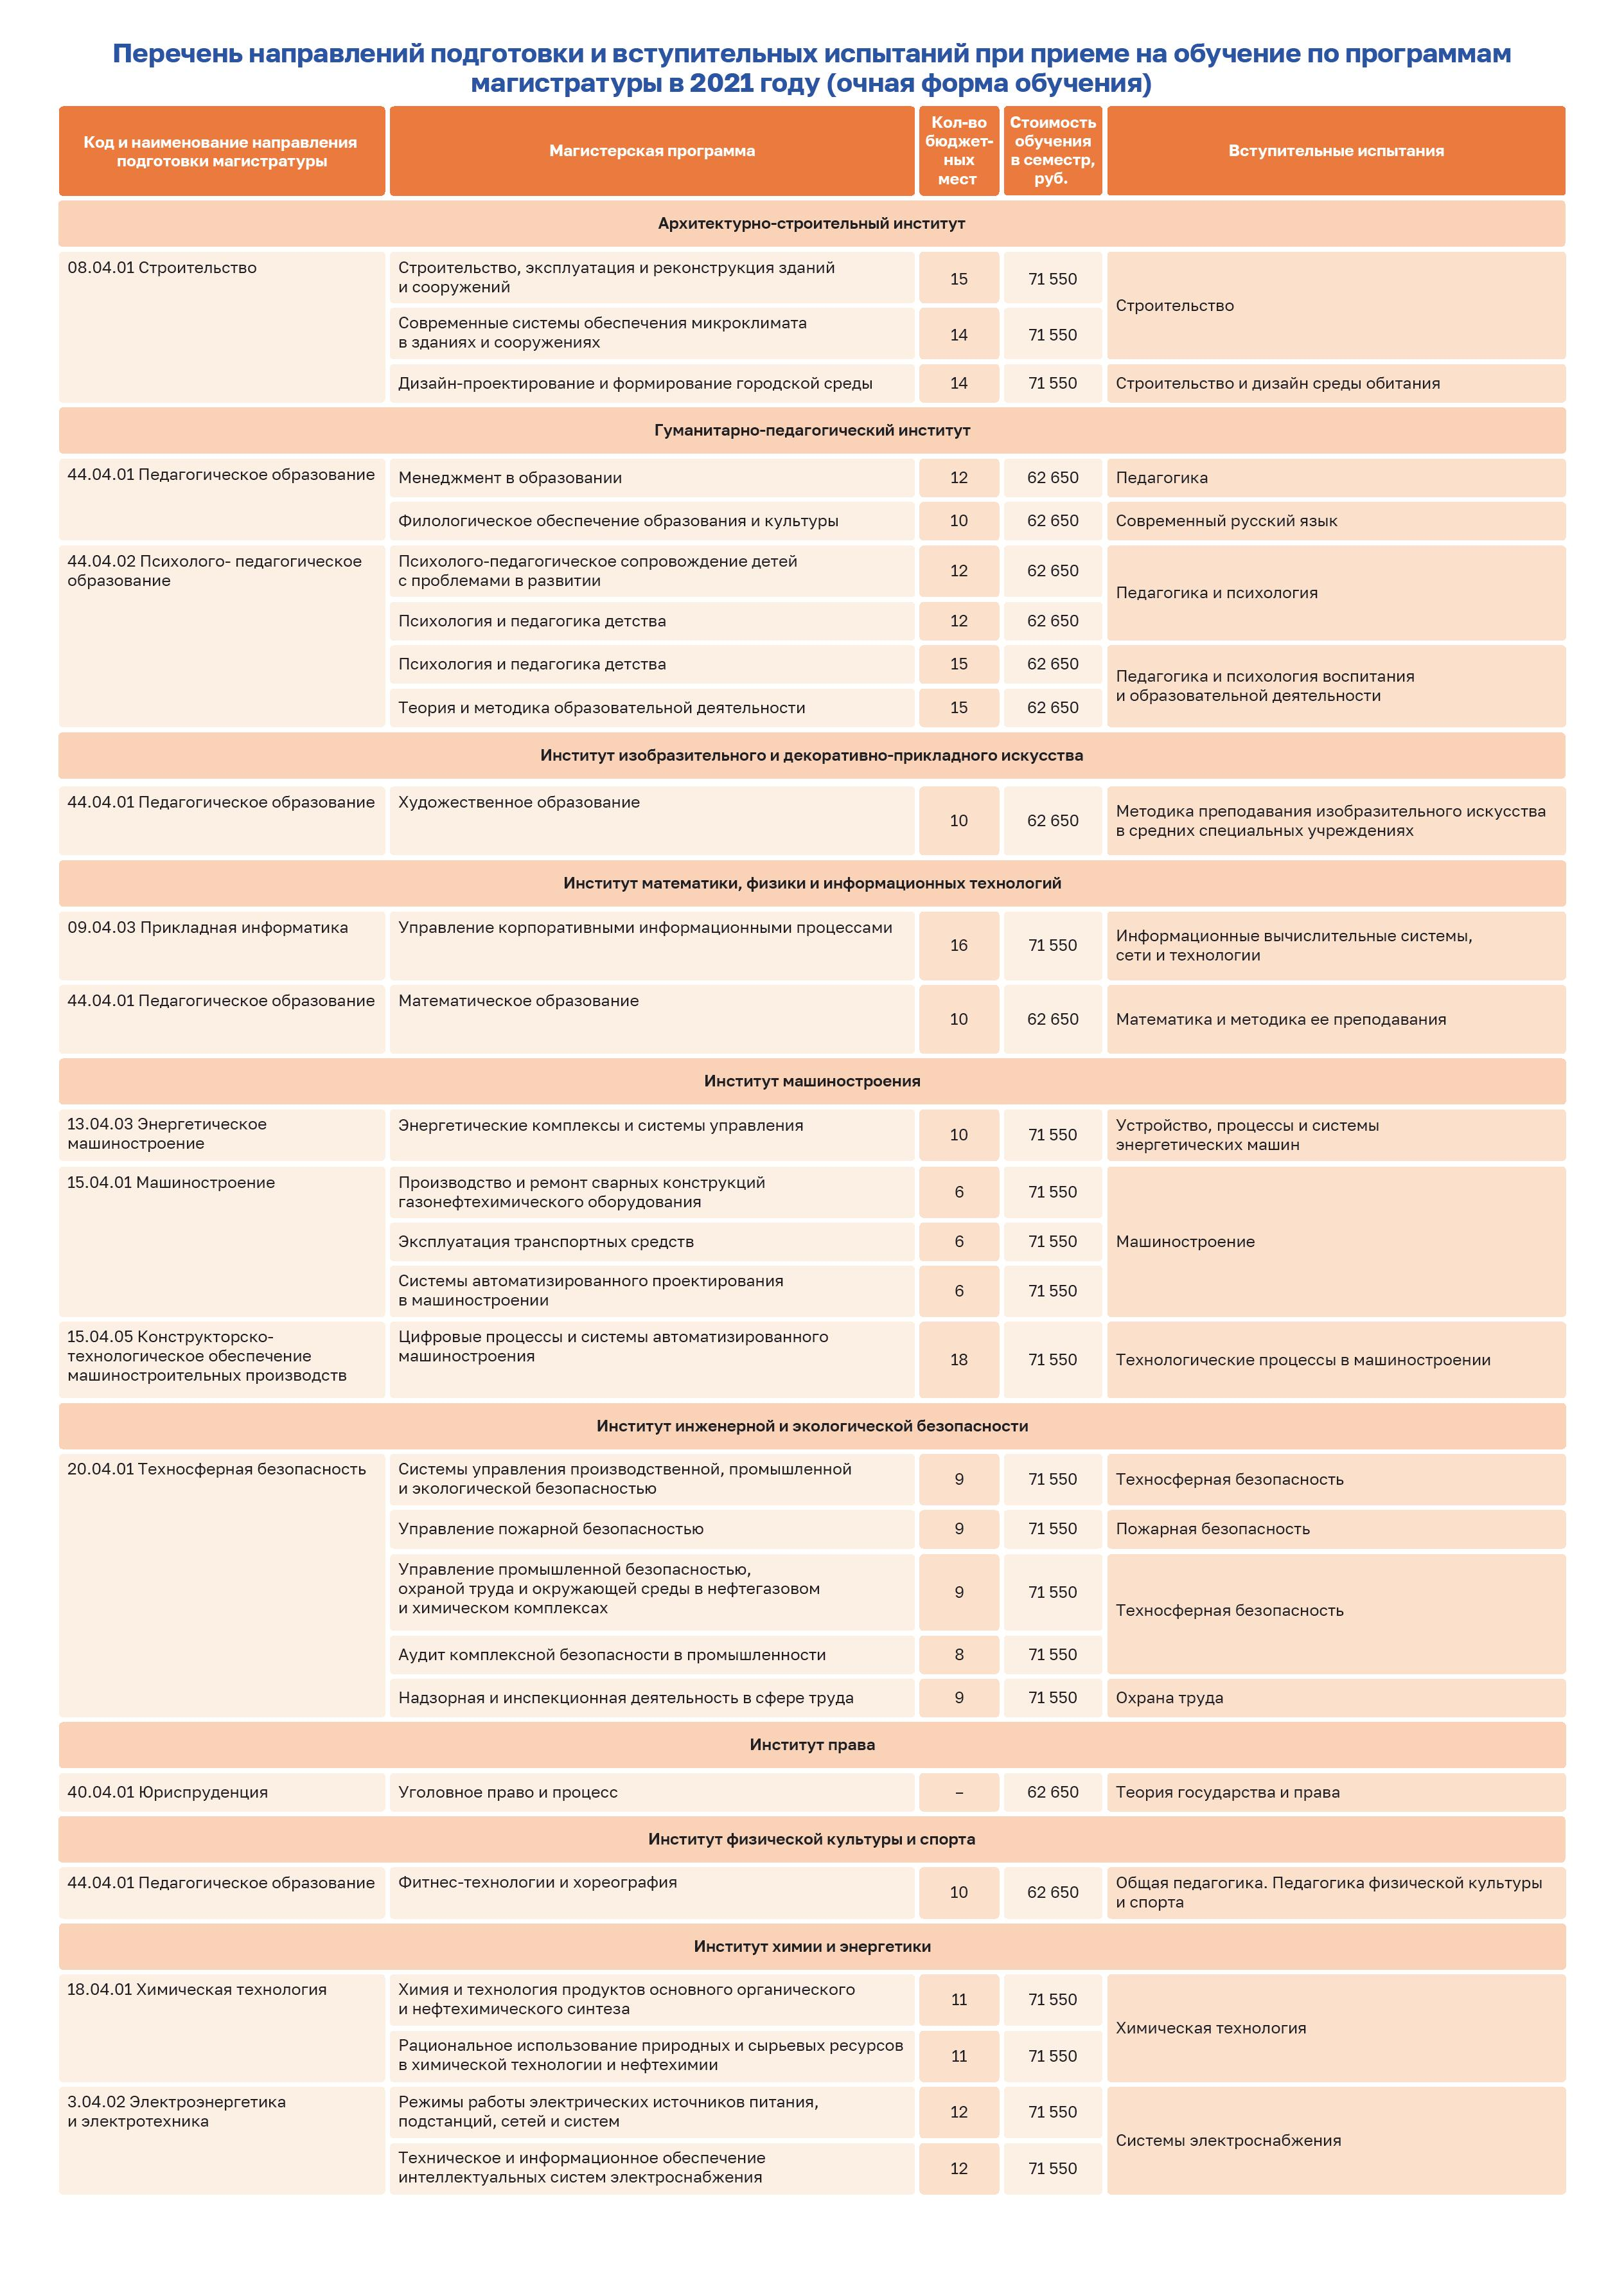 Перечень направлений подготовки и вступительных испытаний при приеме на обучение по программам
магистратуры в 2021 году (очная форма обучения)
Код и наименование направления
подготовки магистратуры
Магистерская программа
Кол-во
бюджет-
ных
мест
Стоимость
обучения
в семестр,
руб.
Вступительные испытания
Архитектурно-строительный институт
08.04.01 Строительство
Строительство, эксплуатация и реконструкция зданий
и сооружений
15
71 550
Строительство
Современные системы обеспечения микроклимата
в зданиях и сооружениях
14
71 550
Дизайн-проектирование и формирование городской среды
14
71 550
Строительство и дизайн среды обитания
Гуманитарно-педагогический институт
44.04.01 Педагогическое образование
Менеджмент в образовании
12
62 650
Педагогика
Филологическое обеспечение образования и культуры
10
62 650
Современный русский язык
44.04.02 Психолого- педагогическое
образование
Психолого-педагогическое сопровождение детей
с проблемами в развитии
12
62 650
Педагогика и психология
Психология и педагогика детства
12
62 650
Психология и педагогика детства
15
62 650
Педагогика и психология воспитания
и образовательной деятельности
Теория и методика образовательной деятельности
15
62 650
Институт изобразительного и декоративно-прикладного искусства
44.04.01 Педагогическое образование
Художественное образование
10
62 650
Методика преподавания изобразительного искусства
в средних специальных учреждениях
Институт математики, физики и информационных технологий
09.04.03 Прикладная информатика
Управление корпоративными информационными процессами
16
71 550
Информационные вычислительные системы,
сети и технологии
44.04.01 Педагогическое образование
Математическое образование
10
62 650
Математика и методика ее преподавания
Институт машиностроения
13.04.03 Энергетическое
машиностроение
Энергетические комплексы и системы управления
10
71 550
Устройство, процессы и системы
энергетических машин
15.04.01 Машиностроение
Производство и ремонт сварных конструкций
газонефтехимического оборудования
6
71 550
Машиностроение
Эксплуатация транспортных средств
6
71 550
Системы автоматизированного проектирования
в машиностроении
6
71 550
15.04.05 Конструкторско-
технологическое обеспечение
машиностроительных производств
Цифровые процессы и системы автоматизированного
машиностроения
18
71 550
Технологические процессы в машиностроении
Институт инженерной и экологической безопасности
20.04.01 Техносферная безопасность
Системы управления производственной, промышленной
и экологической безопасностью
9
71 550
Техносферная безопасность
Управление пожарной безопасностью
9
71 550
Пожарная безопасность
Управление промышленной безопасностью,
охраной труда и окружающей среды в нефтегазовом
и химическом комплексах
9
71 550
Техносферная безопасность
Аудит комплексной безопасности в промышленности
8
71 550
Надзорная и инспекционная деятельность в сфере труда
9
71 550
Охрана труда
Институт права
40.04.01 Юриспруденция
Уголовное право и процесс
–
62 650
Теория государства и права
Институт физической культуры и спорта
44.04.01 Педагогическое образование
Фитнес-технологии и хореография
10
62 650
Общая педагогика. Педагогика физической культуры
и спорта
Институт химии и энергетики
18.04.01 Химическая технология
Химия и технология продуктов основного органического
и нефтехимического синтеза
11
71 550
Химическая технология
Рациональное использование природных и сырьевых ресурсов
в химической технологии и нефтехимии
11
71 550
3.04.02 Электроэнергетика
и электротехника
Режимы работы электрических источников питания,
подстанций, сетей и систем
12
71 550
Системы электроснабжения
Техническое и информационное обеспечение
интеллектуальных систем электроснабжения
12
71 550